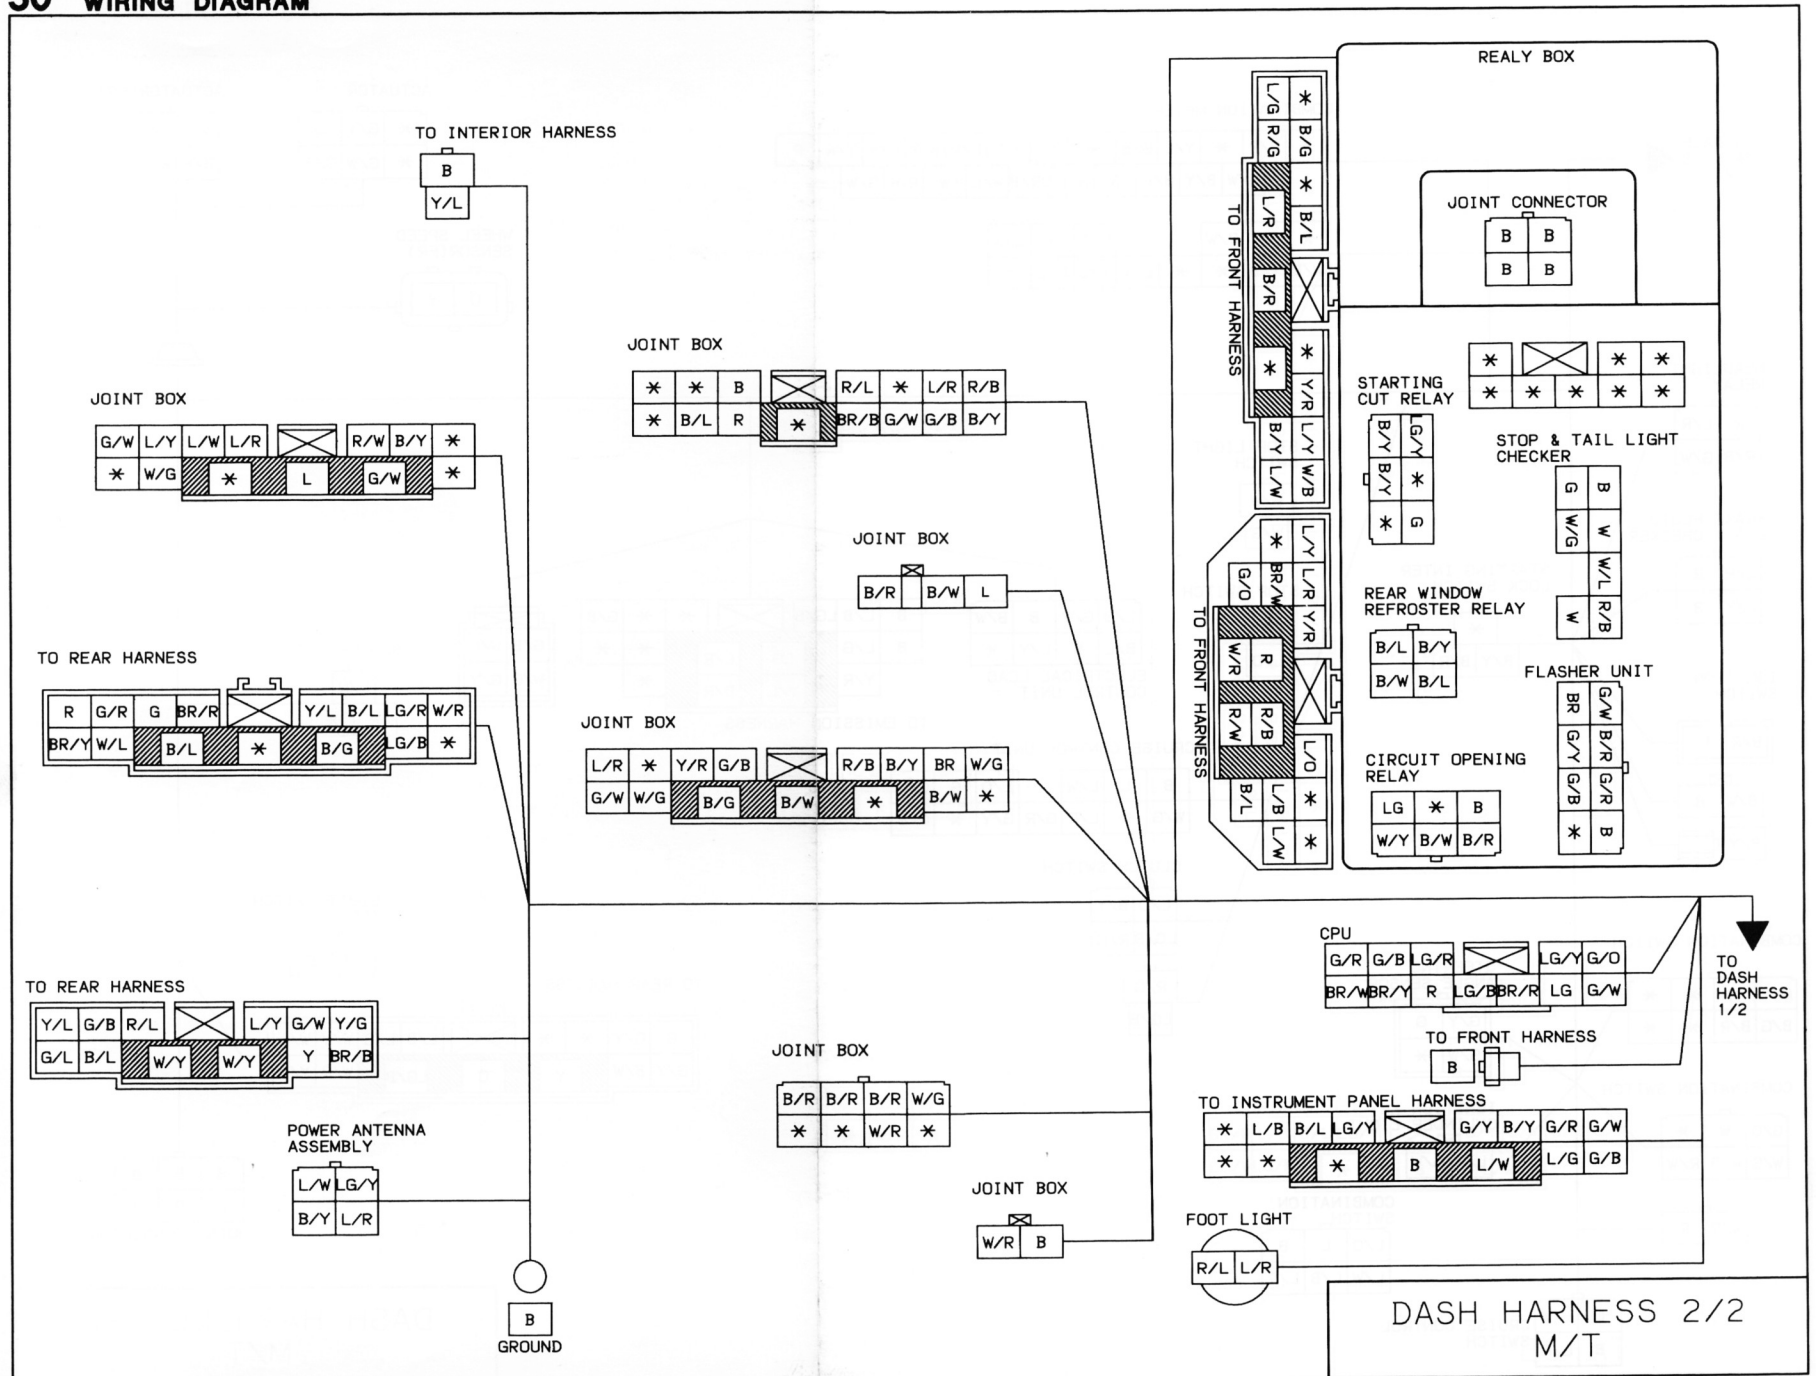 50 WIRING DIAGRAM
TO INTERIOR HARNESS
B
Y/L
JOINT BOX
G/W L/Y L/W L/R R/W B/Y *
* W/G * L G/W *
TO REAR HARNESS
R G/R G BR/R Y/L B/L LG/R W/R
BR/Y W/L B/L * B/G LG/B *
TO REAR HARNESS
Y/L G/B R/L L/Y G/W Y/G
G/L B/L W/Y W/Y Y BR/B
POWER ANTENNA
ASSEMBLY
L/W LG/Y
B/Y L/R
B
GROUND
JOINT BOX
* * B R/L * L/R R/B
* B/L R * BR/B G/W G/B B/Y
JOINT BOX
B/R B/W L
JOINT BOX
L/R * Y/R G/B R/B B/Y BR W/G
G/W W/G B/G B/W * B/W *
JOINT BOX
B/R B/R B/R W/G
* * W/R *
JOINT BOX
W/R B
TO FRONT HARNESS
* B/G * B/L * Y/R L/Y W/B
L/G R/G L/R B/R * B/Y L/W
TO FRONT HARNESS
L/Y L/R Y/R L/O * *
* BR/W R R/B L/B L/W
G/O W/R R/W B/L
REALY BOX
JOINT CONNECTOR
B B
B B
* * *
* * * * *
STARTING
CUT RELAY
B/Y LG/Y
B/Y *
* G
STOP & TAIL LIGHT
CHECKER
G B
W/G W
W/L
W R/B
REAR WINDOW
REFROSTER RELAY
B/L B/Y
B/W B/L
FLASHER UNIT
BR G/W
G/Y B/R
G/B G/R
* B
CIRCUIT OPENING
RELAY
LG * B
W/Y B/W B/R
CPU
G/R G/B LG/R LG/Y G/O
BR/W BR/Y R LG/B BR/R LG G/W
TO
DASH
HARNESS
1/2
TO FRONT HARNESS
B
TO INSTRUMENT PANEL HARNESS
* L/B B/L LG/Y G/Y B/Y G/R G/W
* * * B L/W L/G G/B
FOOT LIGHT
R/L L/R
DASH HARNESS 2/2
M/T